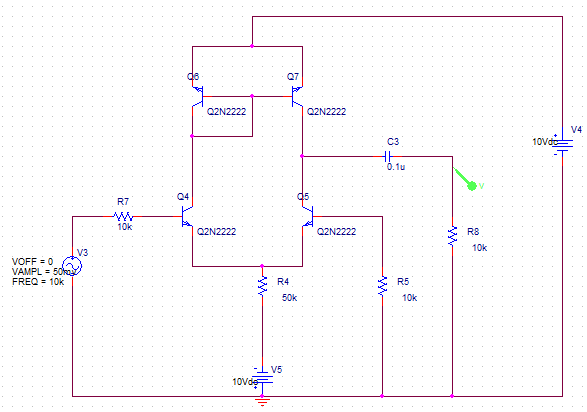 Q6
Q7
Q2N2222
Q2N2222
V4
10Vdc
C3
0.1u
V
Q4
Q5
R7
10k
Q2N2222
Q2N2222
R8
10k
V3
VOFF = 0
VAMPL = 50mv
FREQ = 10k
R4
50k
R5
10k
V5
10Vdc